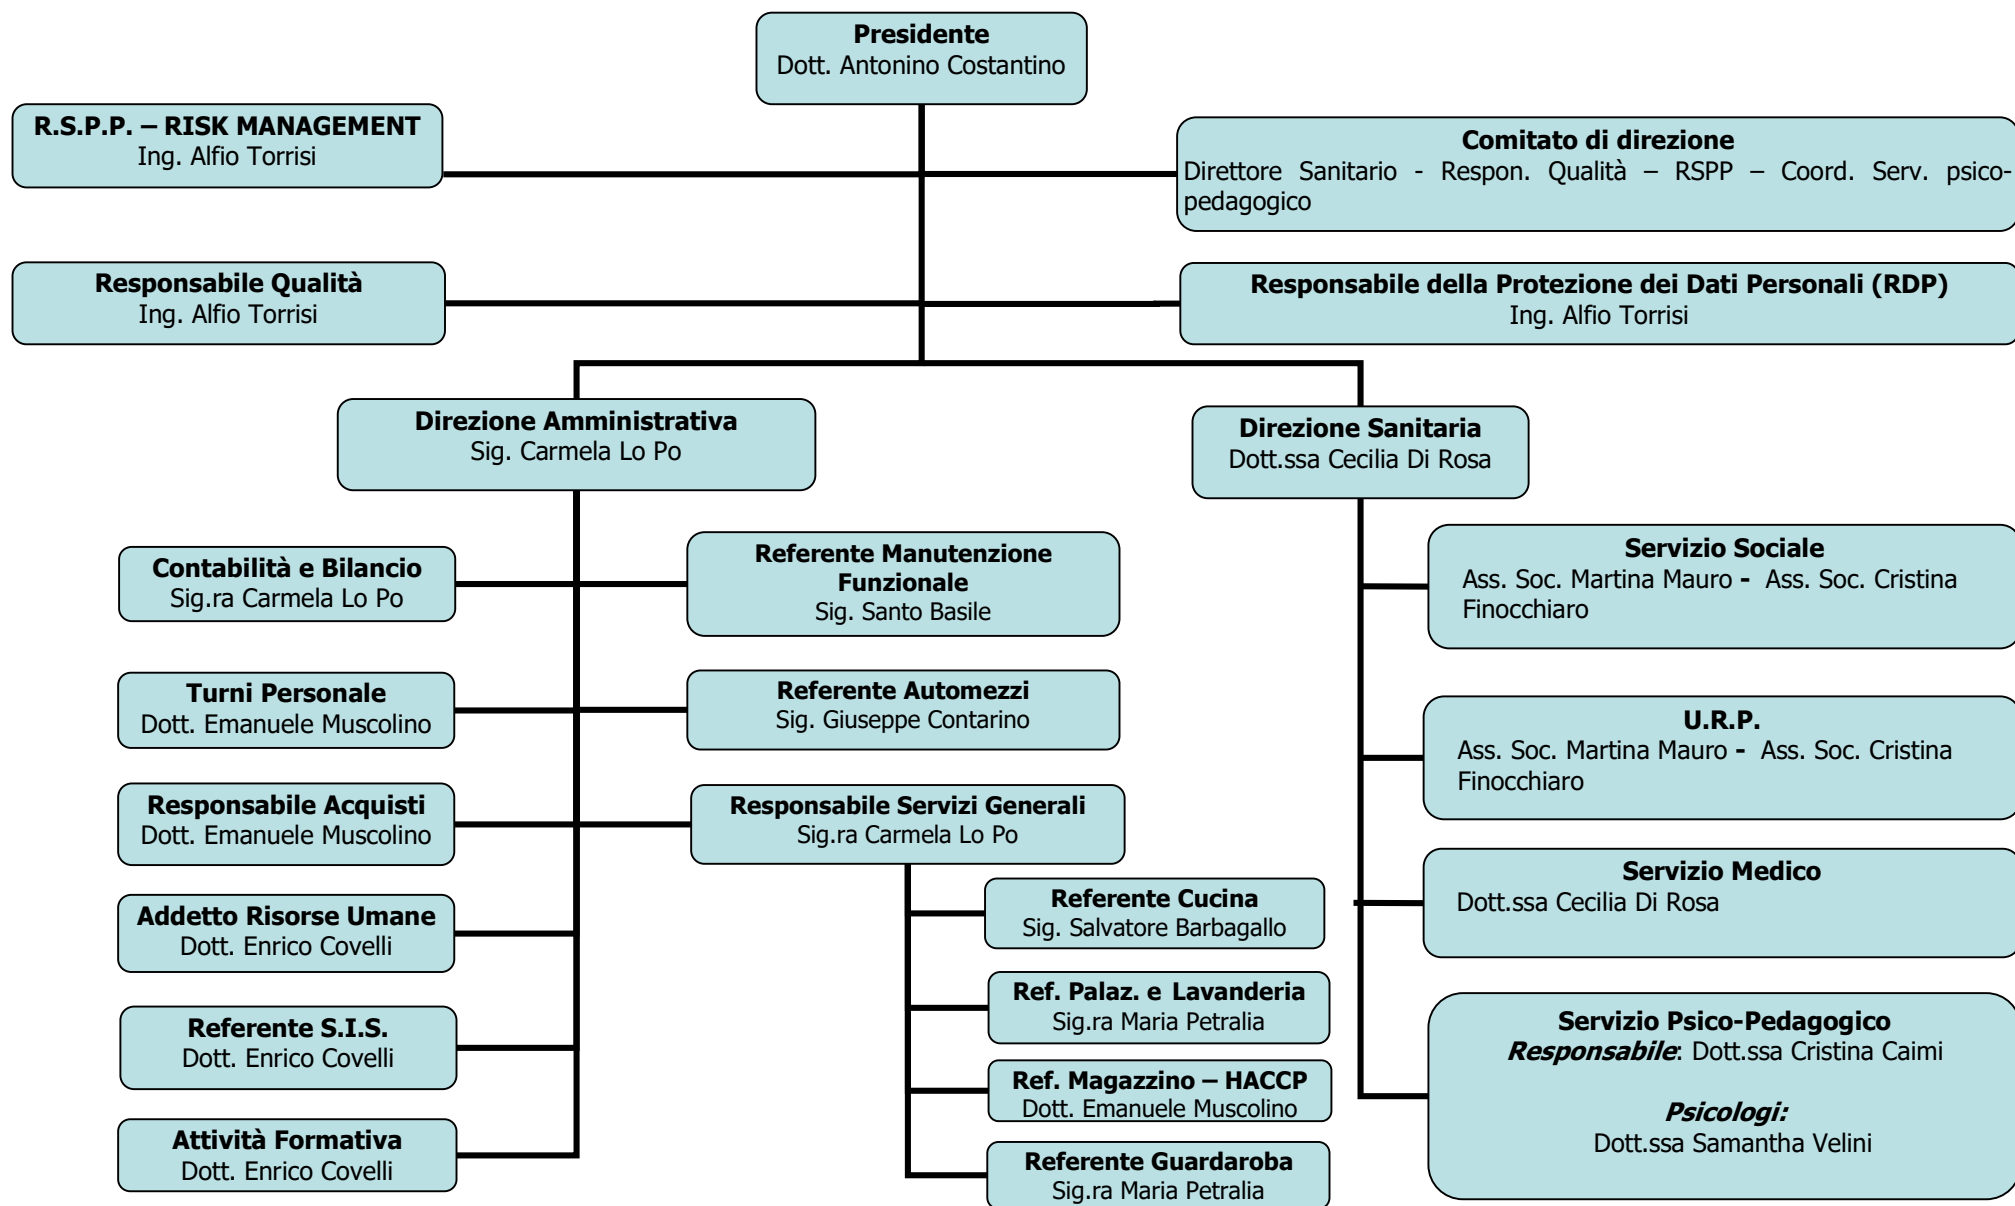 Presidente
Dott. Antonino Costantino
R.S.P.P. – RISK MANAGEMENT
Ing. Alfio Torrisi
Comitato di direzione
Direttore Sanitario - Respon. Qualità – RSPP – Coord. Serv. psico-
pedagogico
Responsabile Qualità
Ing. Alfio Torrisi
Responsabile della Protezione dei Dati Personali (RDP)
Ing. Alfio Torrisi
Direzione Amministrativa
Sig. Carmela Lo Po
Direzione Sanitaria
Dott.ssa Cecilia Di Rosa
Contabilità e Bilancio
Sig.ra Carmela Lo Po
Referente Manutenzione
Funzionale
Sig. Santo Basile
Turni Personale
Dott. Emanuele Muscolino
Referente Automezzi
Sig. Giuseppe Contarino
Responsabile Acquisti
Dott. Emanuele Muscolino
Responsabile Servizi Generali
Sig.ra Carmela Lo Po
Addetto Risorse Umane
Dott. Enrico Covelli
Referente S.I.S.
Dott. Enrico Covelli
Attività Formativa
Dott. Enrico Covelli
Referente Cucina
Sig. Salvatore Barbagallo
Ref. Palaz. e Lavanderia
Sig.ra Maria Petralia
Ref. Magazzino – HACCP
Dott. Emanuele Muscolino
Referente Guardaroba
Sig.ra Maria Petralia
Servizio Sociale
Ass. Soc. Martina Mauro - Ass. Soc. Cristina
Finocchiaro
U.R.P.
Ass. Soc. Martina Mauro - Ass. Soc. Cristina
Finocchiaro
Servizio Medico
Dott.ssa Cecilia Di Rosa
Servizio Psico-Pedagogico
Responsabile: Dott.ssa Cristina Caimi
Psicologi:
Dott.ssa Samantha Velini